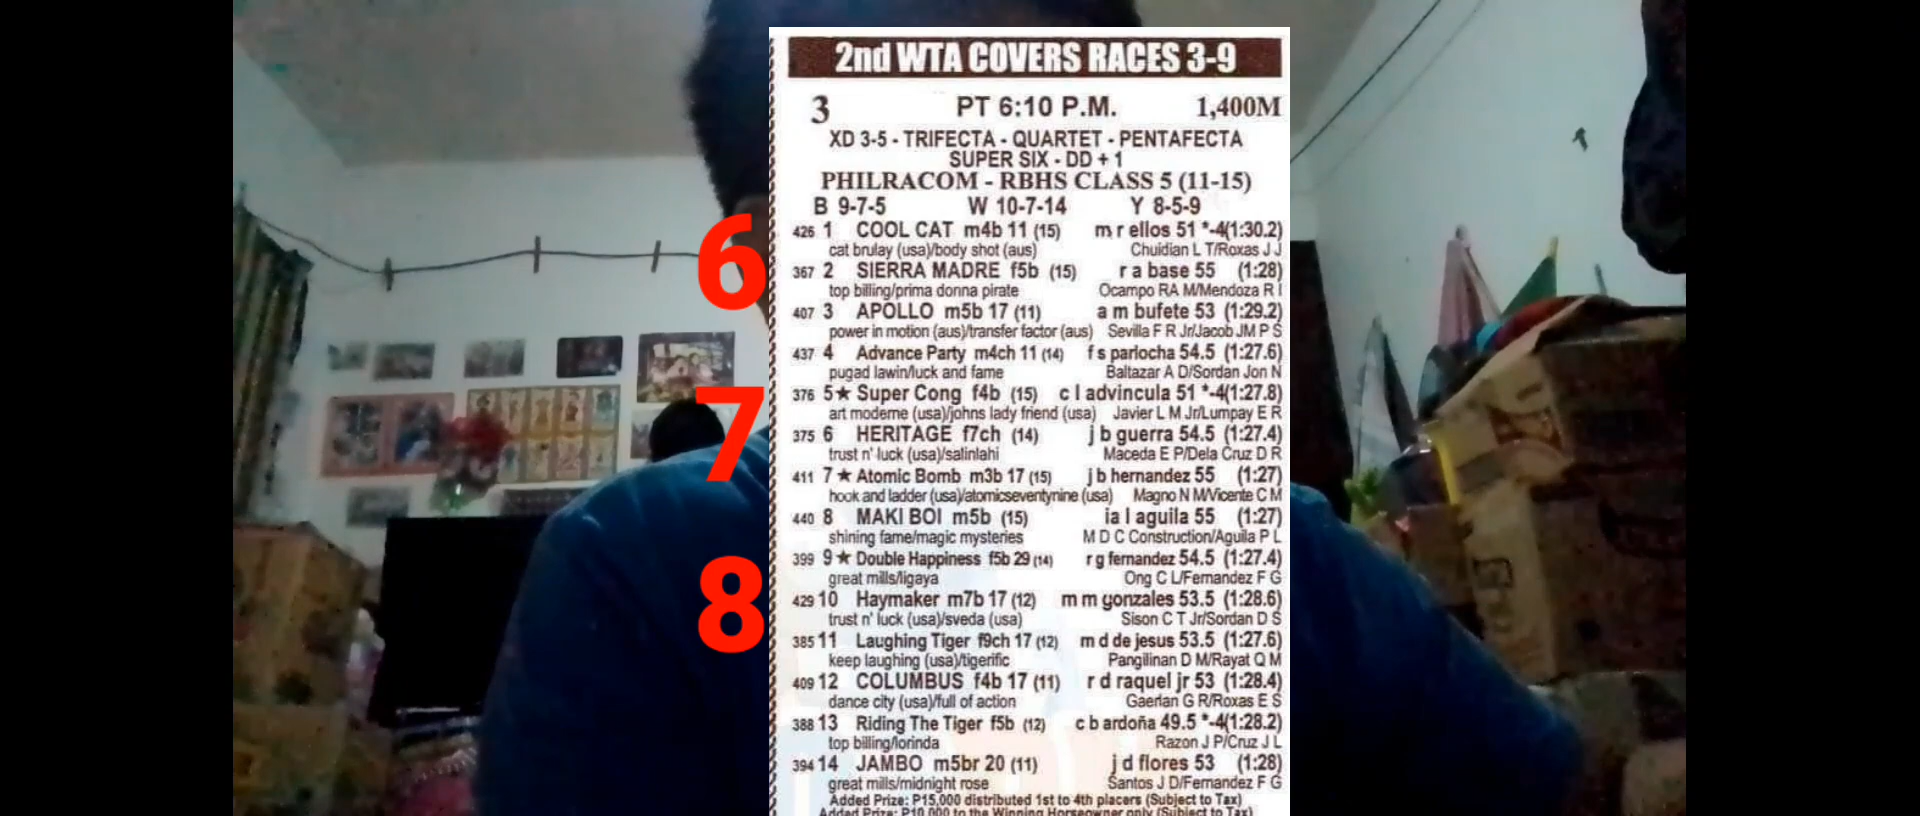 2nd WTA COVERS RACES 3-9
3 PT 6:10 P.M. 1,400M
XD 3-5 - TRIFECTA - QUARTET - PENTAFECTA
SUPER SIX - DD + 1
PHILRACOM - RBHS CLASS 5 (11-15)
B 9-7-5 W 10-7-14 Y 8-5-9
426 1 COOL CAT m4b 11 (15) m r ellos 51 *-4(1:30.2)
cat brulay (usa)/body shot (aus) Chuidian L T/Roxas J J
367 2 SIERRA MADRE f5b (15) r a base 55 (1:28)
top billing/prima donna pirate Ocampo RA M/Mendoza R I
407 3 APOLLO m5b 17 (11) a m bufete 53 (1:29.2)
power in motion (aus)/transfer factor (aus) Sevilla F R Jr/Jacob JM P S
437 4 Advance Party m4ch 11 (14) f s parlocha 54.5 (1:27.6)
pugad lawin/luck and fame Baltazar A D/Sordan Jon N
376 5★ Super Cong f4b (15) c l advincula 51 *-4(1:27.8)
art moderne (usa)/johns lady friend (usa) Javier L M Jr/Lumpay E R
375 6 HERITAGE f7ch (14) j b guerra 54.5 (1:27.4)
trust n' luck (usa)/salinlahi Maceda E P/Dela Cruz D R
411 7★ Atomic Bomb m3b 17 (15) j b hernandez 55 (1:27)
hook and ladder (usa)/atomicseventynine (usa) Magno N M/Vicente C M
440 8 MAKI BOI m5b (15) ia l aguila 55 (1:27)
shining fame/magic mysteries M D C Construction/Aguila P L
399 9★ Double Happiness f5b 29 (14) r g fernandez 54.5 (1:27.4)
great mills/ligaya Ong C L/Fernandez F G
429 10 Haymaker m7b 17 (12) m m gonzales 53.5 (1:28.6)
trust n' luck (usa)/sveda (usa) Sison C T Jr/Sordan D S
385 11 Laughing Tiger f9ch 17 (12) m d de jesus 53.5 (1:27.6)
keep laughing (usa)/tigerific Pangilinan D M/Rayat Q M
409 12 COLUMBUS f4b 17 (11) r d raquel jr 53 (1:28.4)
dance city (usa)/full of action Gaerlan G R/Roxas E S
388 13 Riding The Tiger f5b (12) c b ardoña 49.5 *-4(1:28.2)
top billing/lorinda Razon J P/Cruz J L
394 14 JAMBO m5br 20 (11) j d flores 53 (1:28)
great mills/midnight rose Santos J D/Fernandez F G
Added Prize: P15,000 distributed 1st to 4th placers (Subject to Tax)
Added Prize: P10,000 to the Winning Horseowner only (Subject to Tax)
6
7
8